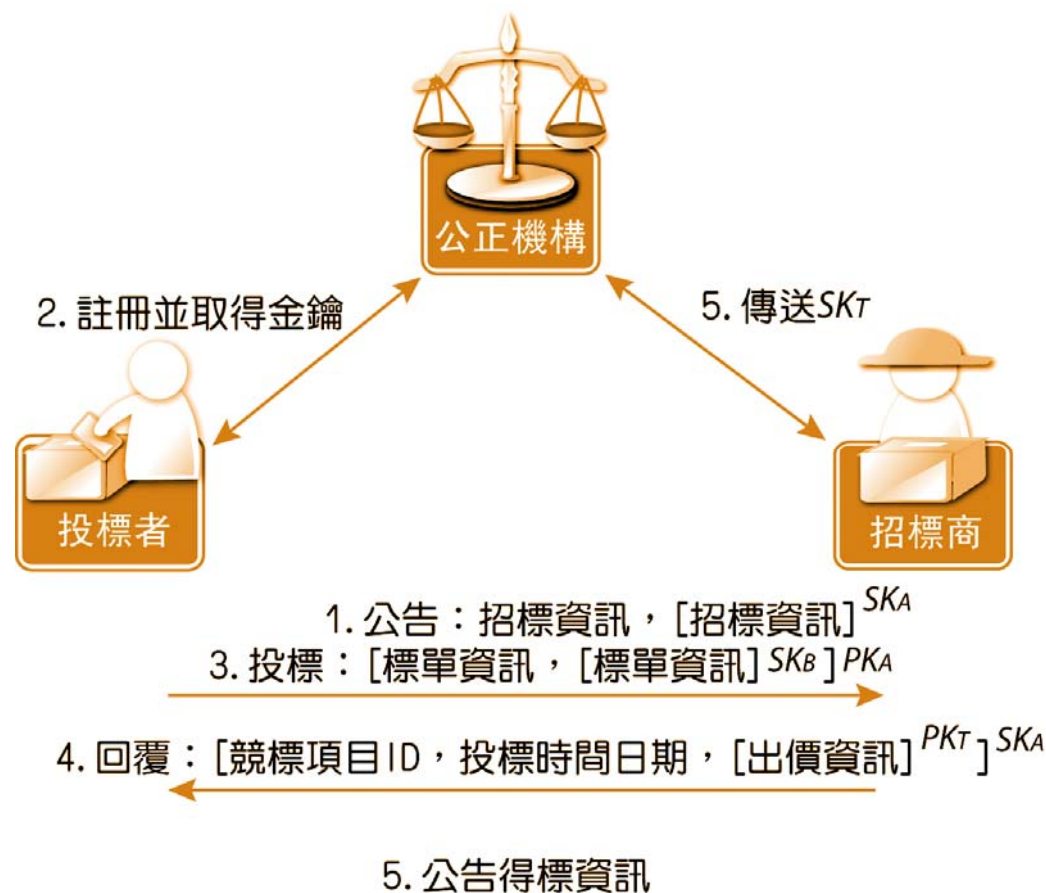 公正機構
2. 註冊並取得金鑰
5. 傳送SKT
投標者
招標商
1. 公告：招標資訊，[招標資訊]SKA
3. 投標：[標單資訊，[標單資訊]SKB]PKA
4. 回覆：[競標項目ID，投標時間日期，[出價資訊]PKT]SKA
5. 公告得標資訊